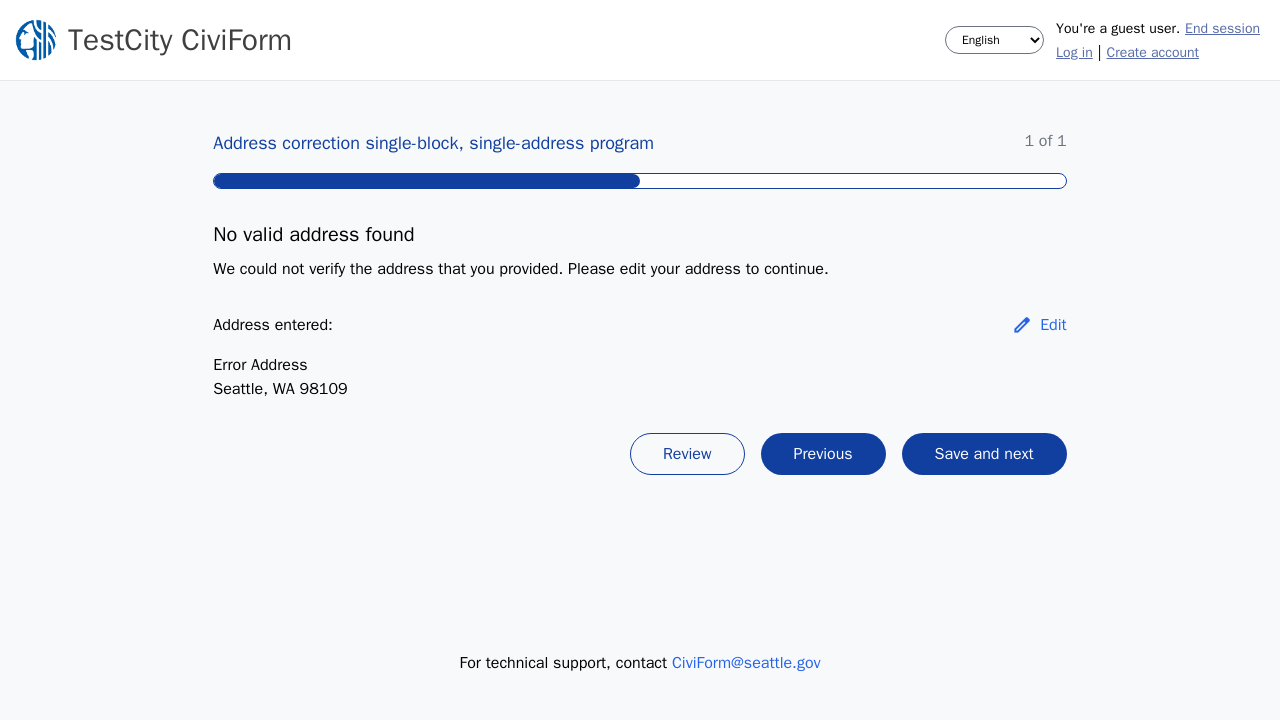 TestCity CiviForm
English
You're a guest user. End session
Log in | Create account
Address correction single-block, single-address program
1 of 1
No valid address found
We could not verify the address that you provided. Please edit your address to continue.
Address entered:
Edit
Error Address
Seattle, WA 98109
Review
Previous
Save and next
For technical support, contact CiviForm@seattle.gov